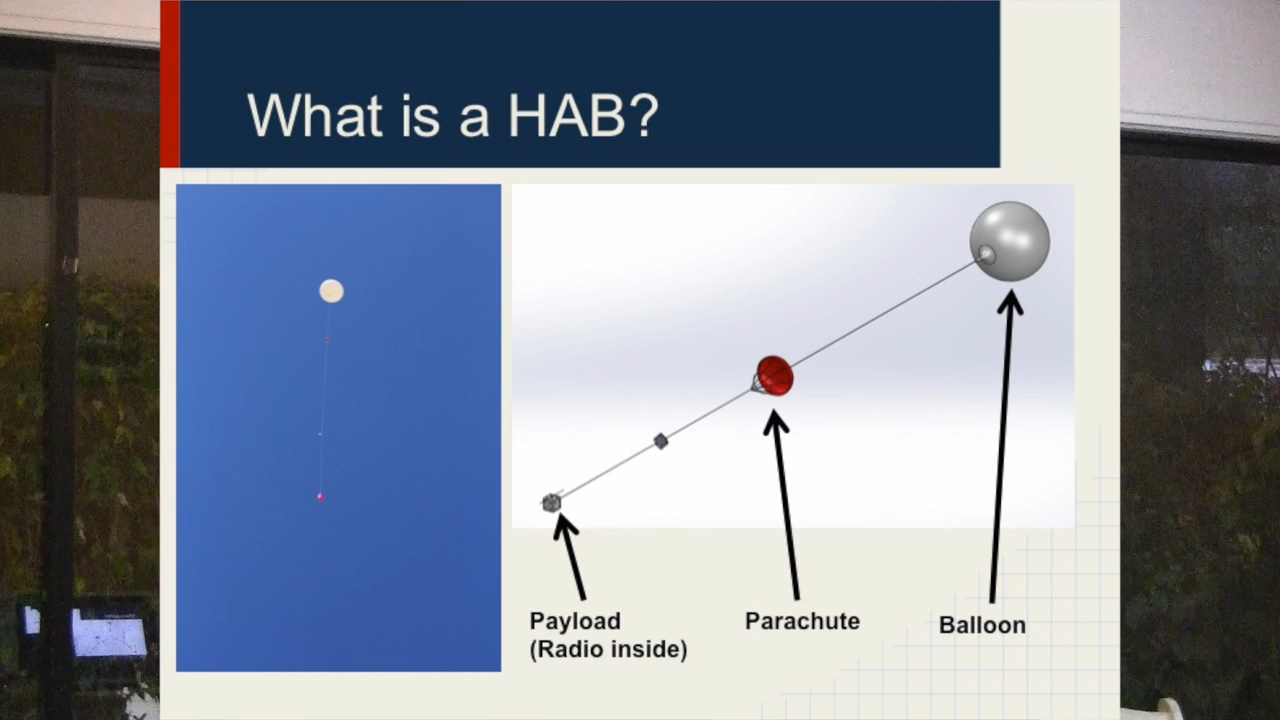 What is a HAB?
Payload
(Radio inside)
Parachute
Balloon